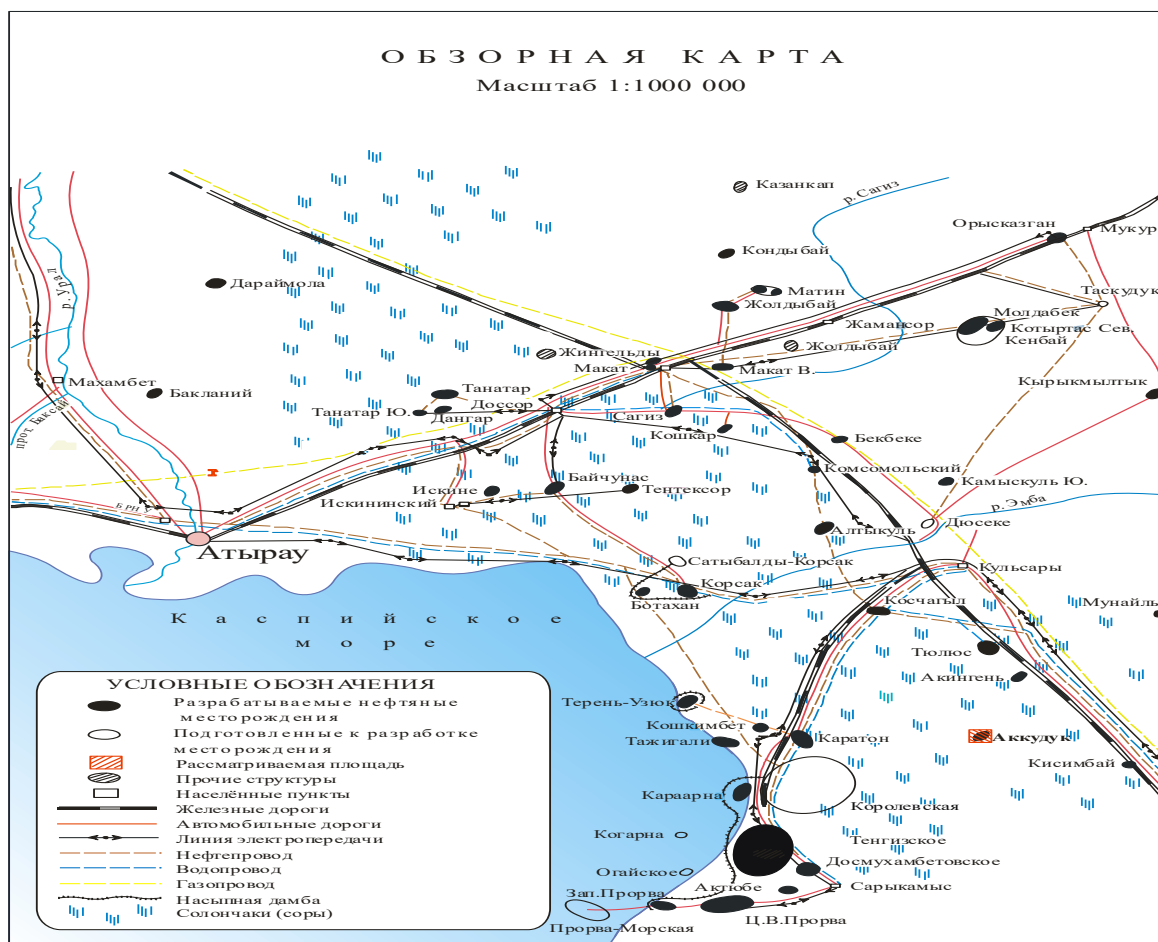 ОБЗОРНАЯ КАРТА
Масштаб 1:1000 000
Казанкап
р. Сагиз
Орысказган
Мукур
Кондыбай
р. Урал
Дараймола
Матин
Жолдыбай
Таскудук
Молдабек
Котыртас Сев.
Кенбай
Жамансор
Жолдыбай
Жингельды
Макат
Макат В.
Махамбет
Бакланий
Танатар
Кырыкмылтык
прот. Баксай
Танатар Ю.
Дангар
Доссор
Сагиз
Кошкар
Бекбеке
Комсомольский
Камыскуль Ю.
Искине
Байчунас
Тентексор
Искининский
р. Эмба
Алтыкуль
Дюсеке
Атырау
Сатыбалды-Корсак
Корсак
Кульсары
Ботахан
Косчагыл
Мунайлы
Каспийское
море
Тюлюс
Акингень
Терень-Узюк
Кошкимбет
Тажигали
Каратон
Аккудук
Кисимбай
Караарна
Королевская
Когарна
Тенгизское
Досмухамбетовское
Огайское
Актюбе
Сарыкамыс
Зап.Прорва
Ц.В.Прорва
Прорва-Морская
УСЛОВНЫЕ ОБОЗНАЧЕНИЯ
Разрабатываемые нефтяные
месторождения
Подготовленные к разработке
месторождения
Рассматриваемая площадь
Прочие структуры
Населённые пункты
Железные дороги
Автомобильные дороги
Линия электропередачи
Нефтепровод
Водопровод
Газопровод
Насыпная дамба
Солончаки (соры)